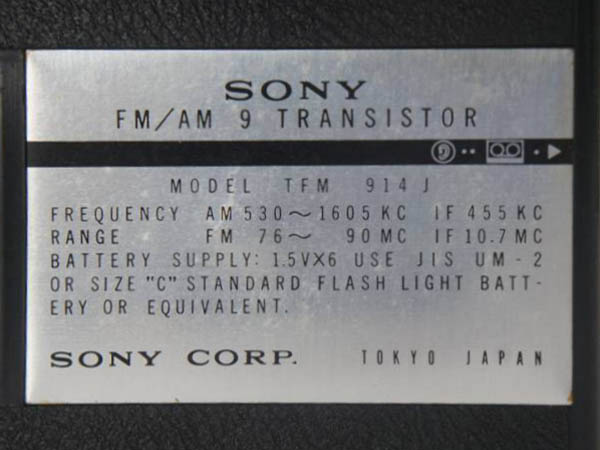 SONY
FM/AM 9 TRANSISTOR
MODEL TFM 914J
FREQUENCY AM 530～1605 KC IF 455 KC
RANGE FM 76～ 90 MC IF 10.7 MC
BATTERY SUPPLY: 1.5V×6 USE JIS UM-2
OR SIZE "C" STANDARD FLASH LIGHT BATT-
ERY OR EQUIVALENT.
SONY CORP. TOKYO JAPAN